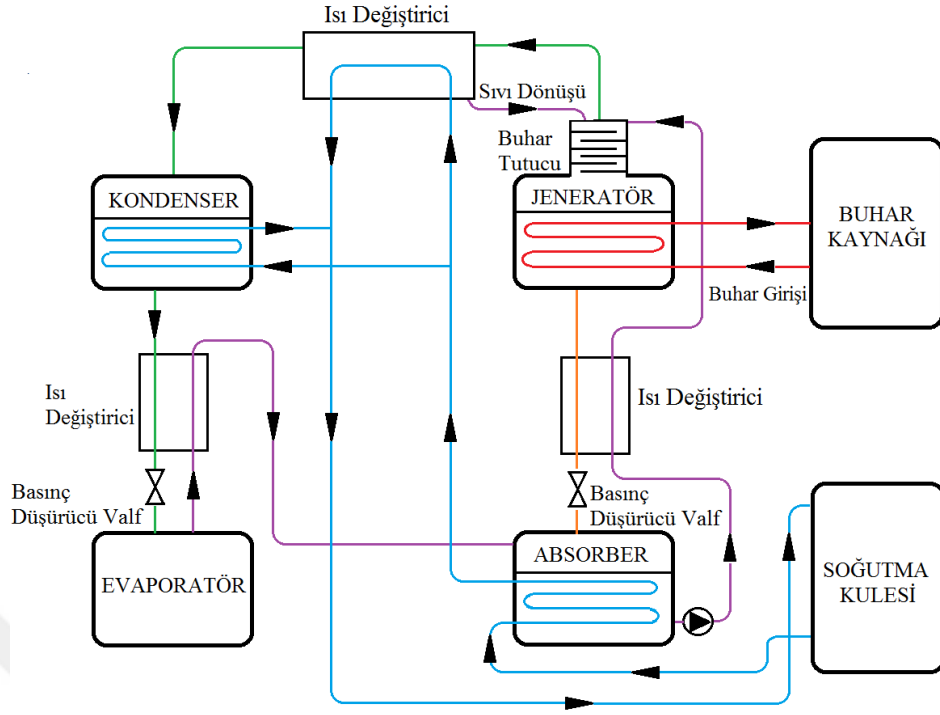 Isı Değiştirici
Sıvı Dönüşü
Buhar
Tutucu
KONDENSER
JENERATÖR
BUHAR
KAYNAĞI
Buhar Girişi
Isı
Değiştirici
Isı Değiştirici
Basınç
Düşürücü Valf
Basınç
Düşürücü Valf
EVAPORATÖR
ABSORBER
SOĞUTMA
KULESİ